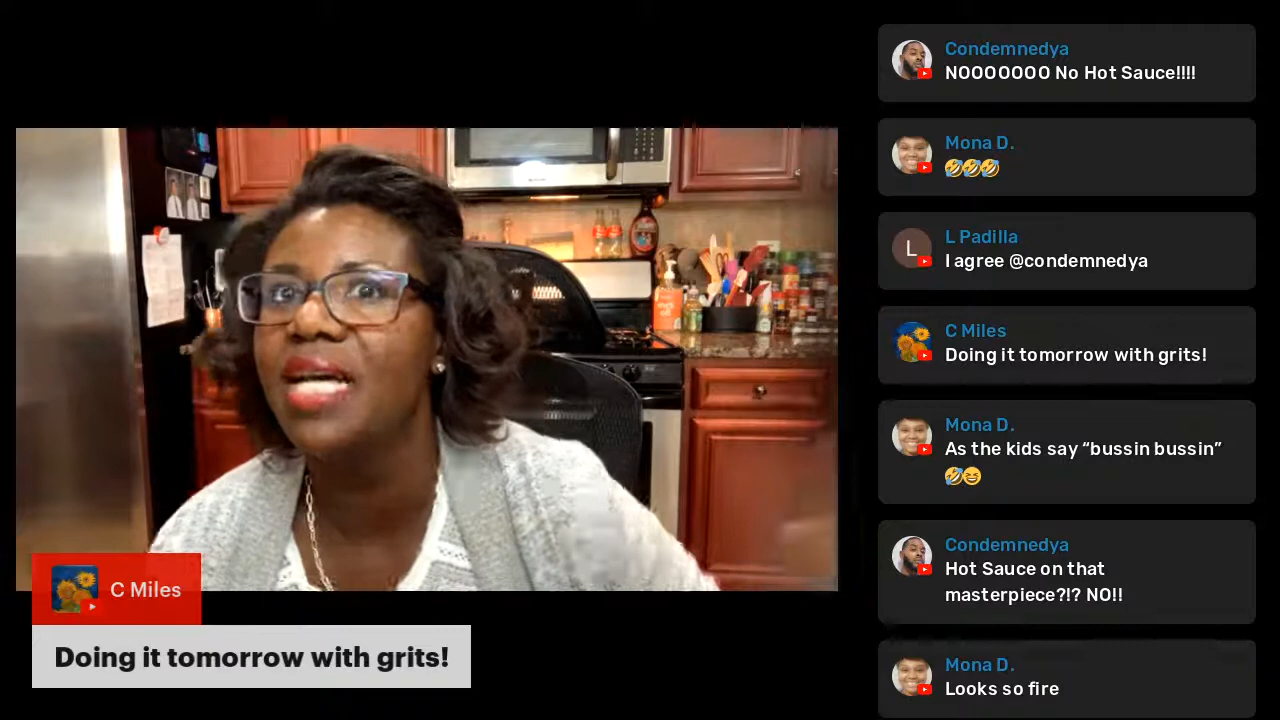 Condemnedya
NOOOOOOO No Hot Sauce!!!!
Mona D.
🤣🤣🤣
L
L Padilla
I agree @condemnedya
C Miles
Doing it tomorrow with grits!
Mona D.
As the kids say “bussin bussin”
🤣😆
Condemnedya
Hot Sauce on that
masterpiece?!? NO!!
Mona D.
Looks so fire
C Miles
Doing it tomorrow with grits!